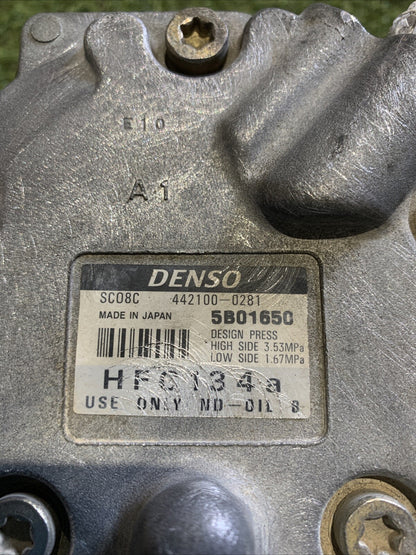 E10
A1
DENSO
SC08C 442100-0281
MADE IN JAPAN 5B01650
DESIGN PRESS
HIGH SIDE 3.53MPa
LOW SIDE 1.67MPa
HFC134a
USE ONLY ND-OIL 8